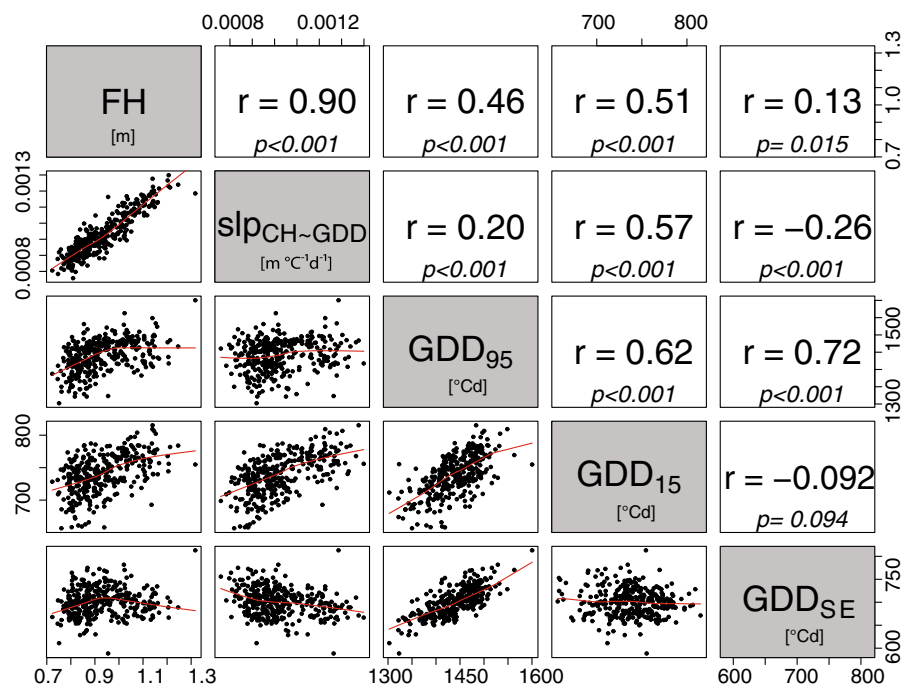 0.0008 0.0012 700 800
FH
[m]
r = 0.90
p<0.001
r = 0.46
p<0.001
r = 0.51
p<0.001
r = 0.13
p= 0.015
0.7 1.0 1.3
0.0008 0.0013
slp_CH~GDD
[m °C⁻¹d⁻¹]
r = 0.20
p<0.001
r = 0.57
p<0.001
r = −0.26
p<0.001
GDD₉₅
[°Cd]
r = 0.62
p<0.001
r = 0.72
p<0.001
1300 1500
700 800
GDD₁₅
[°Cd]
r = −0.092
p= 0.094
GDD_SE
[°Cd]
600 750
0.7 0.9 1.1 1.3 1300 1450 1600 600 700 800